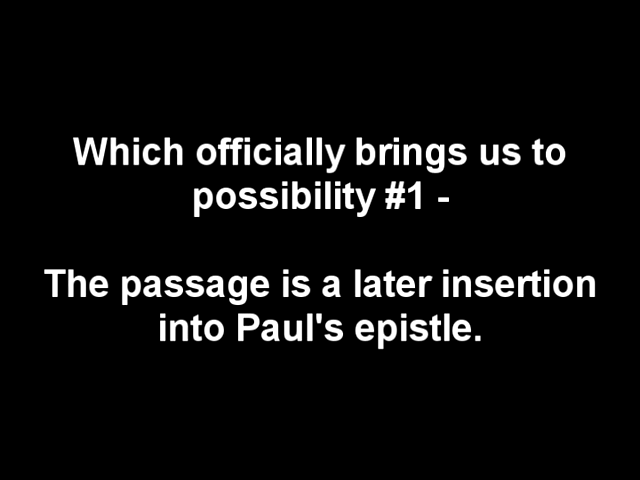 Which officially brings us to
possibility #1 -
The passage is a later insertion
into Paul's epistle.